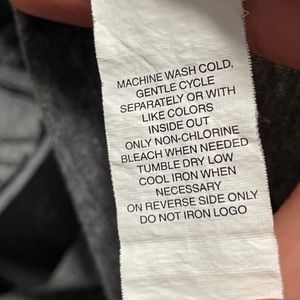 MACHINE WASH COLD,
GENTLE CYCLE
SEPARATELY OR WITH
LIKE COLORS
INSIDE OUT
ONLY NON-CHLORINE
BLEACH WHEN NEEDED
TUMBLE DRY LOW
COOL IRON WHEN
NECESSARY
ON REVERSE SIDE ONLY
DO NOT IRON LOGO